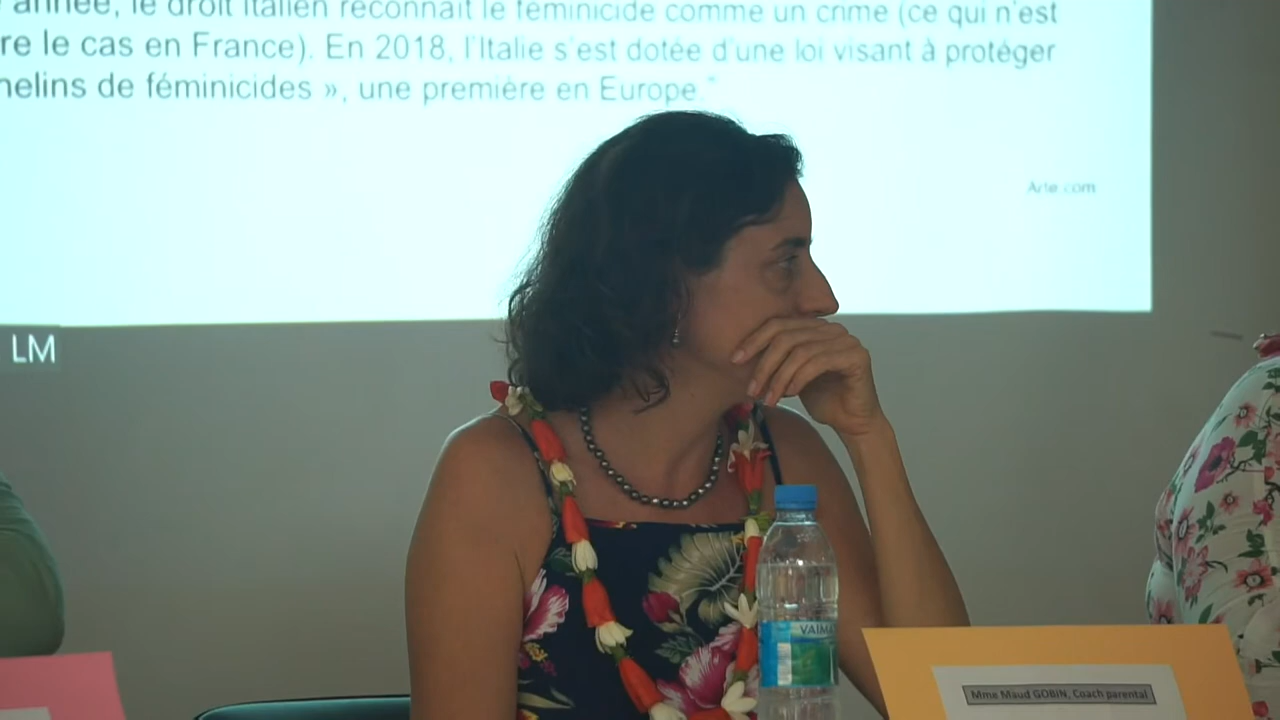 année, le droit italien reconnaît le féminicide comme un crime (ce qui n'est
re le cas en France). En 2018, l'Italie s'est dotée d'une loi visant à protéger
helins de féminicides », une première en Europe."
Arte.com
LM
VAIMA
Mme Maud GOBIN, Coach parental